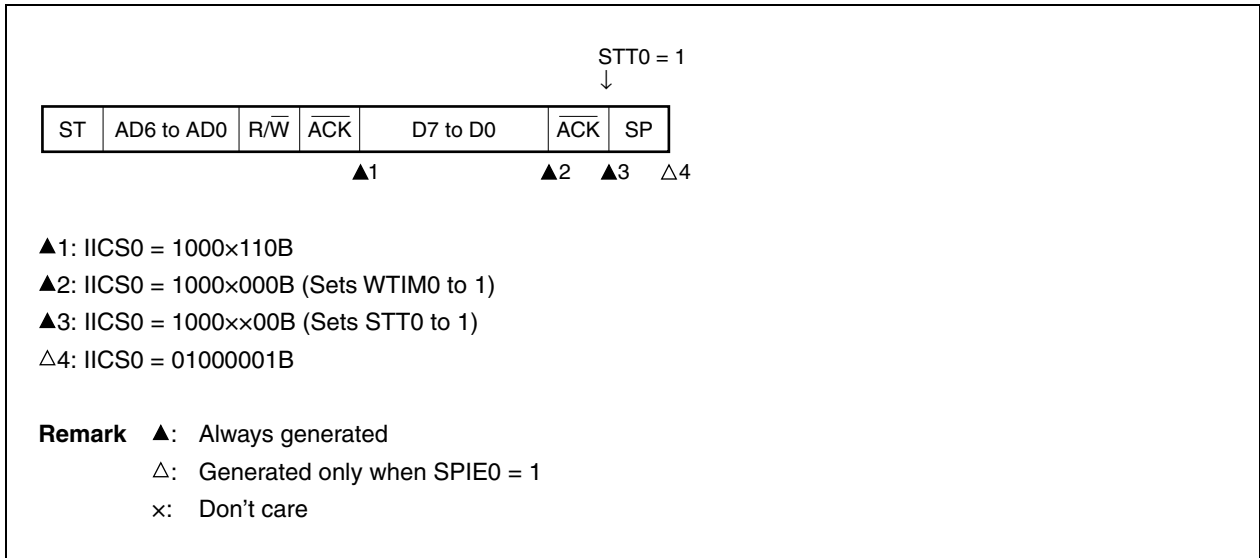 STT0 = 1
↓
ST AD6 to AD0 R/W̅ A̅C̅K̅ D7 to D0 A̅C̅K̅ SP
▲1 ▲2 ▲3 △4
▲1: IICS0 = 1000×110B
▲2: IICS0 = 1000×000B (Sets WTIM0 to 1)
▲3: IICS0 = 1000××00B (Sets STT0 to 1)
△4: IICS0 = 01000001B
Remark ▲: Always generated
△: Generated only when SPIE0 = 1
×: Don't care